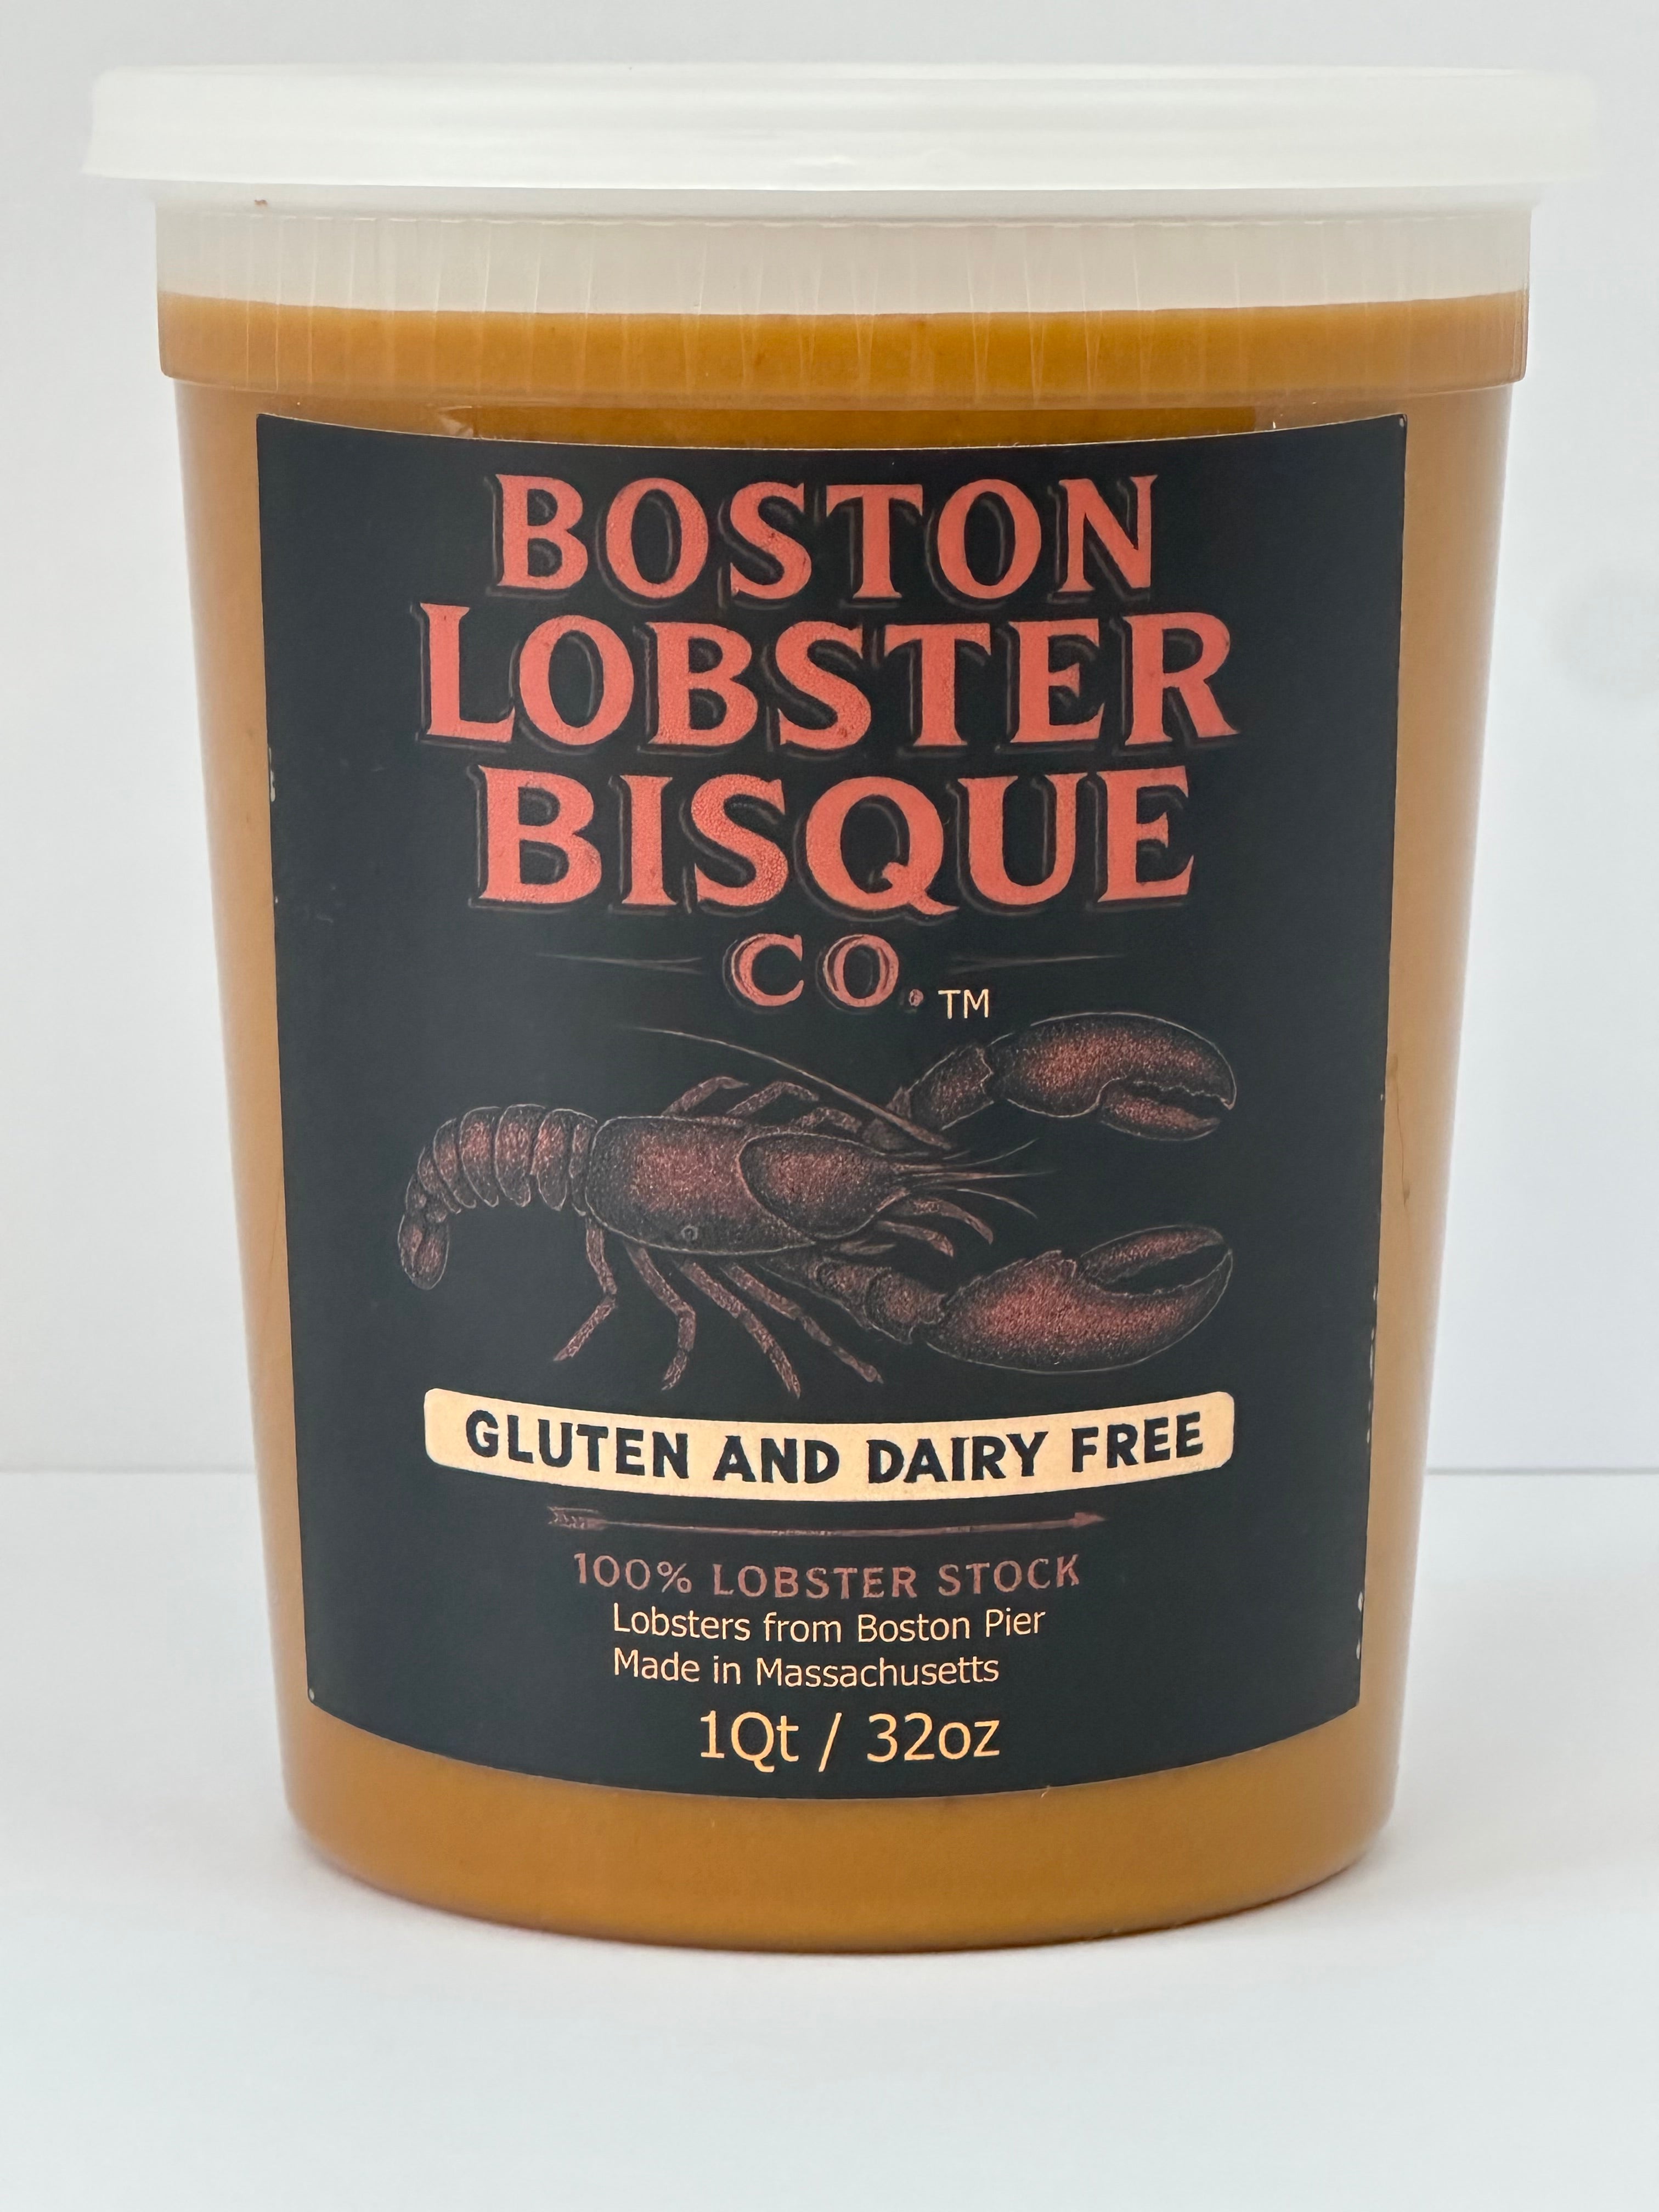 BOSTON
LOBSTER
BISQUE
CO.™
GLUTEN AND DAIRY FREE
100% LOBSTER STOCK
Lobsters from Boston Pier
Made in Massachusetts
1Qt / 32oz